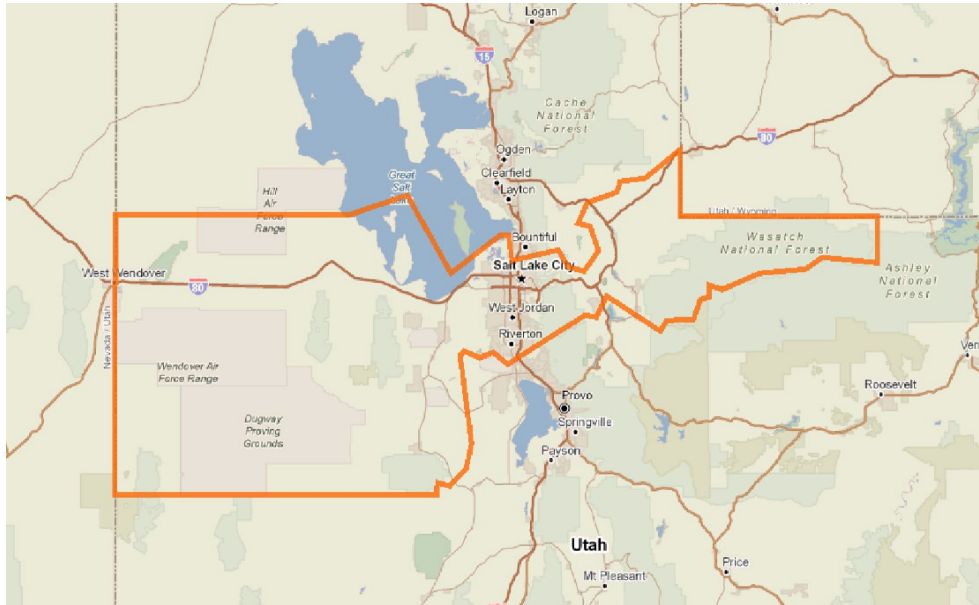 Logan
15
Cache
National
Forest
80
Ogden
Clearfield
Layton
Great
Salt
Hill
Air
Force
Range
Utah / Wyoming
Bountiful
Wasatch
National Forest
Salt Lake City
Ashley
National
Forest
West Wendover
80
West Jordan
Nevada / Utah
Riverton
Wendover Air
Force Range
Roosevelt
Provo
Dugway
Proving
Grounds
Springville
Payson
Utah
Price
Mt Pleasant